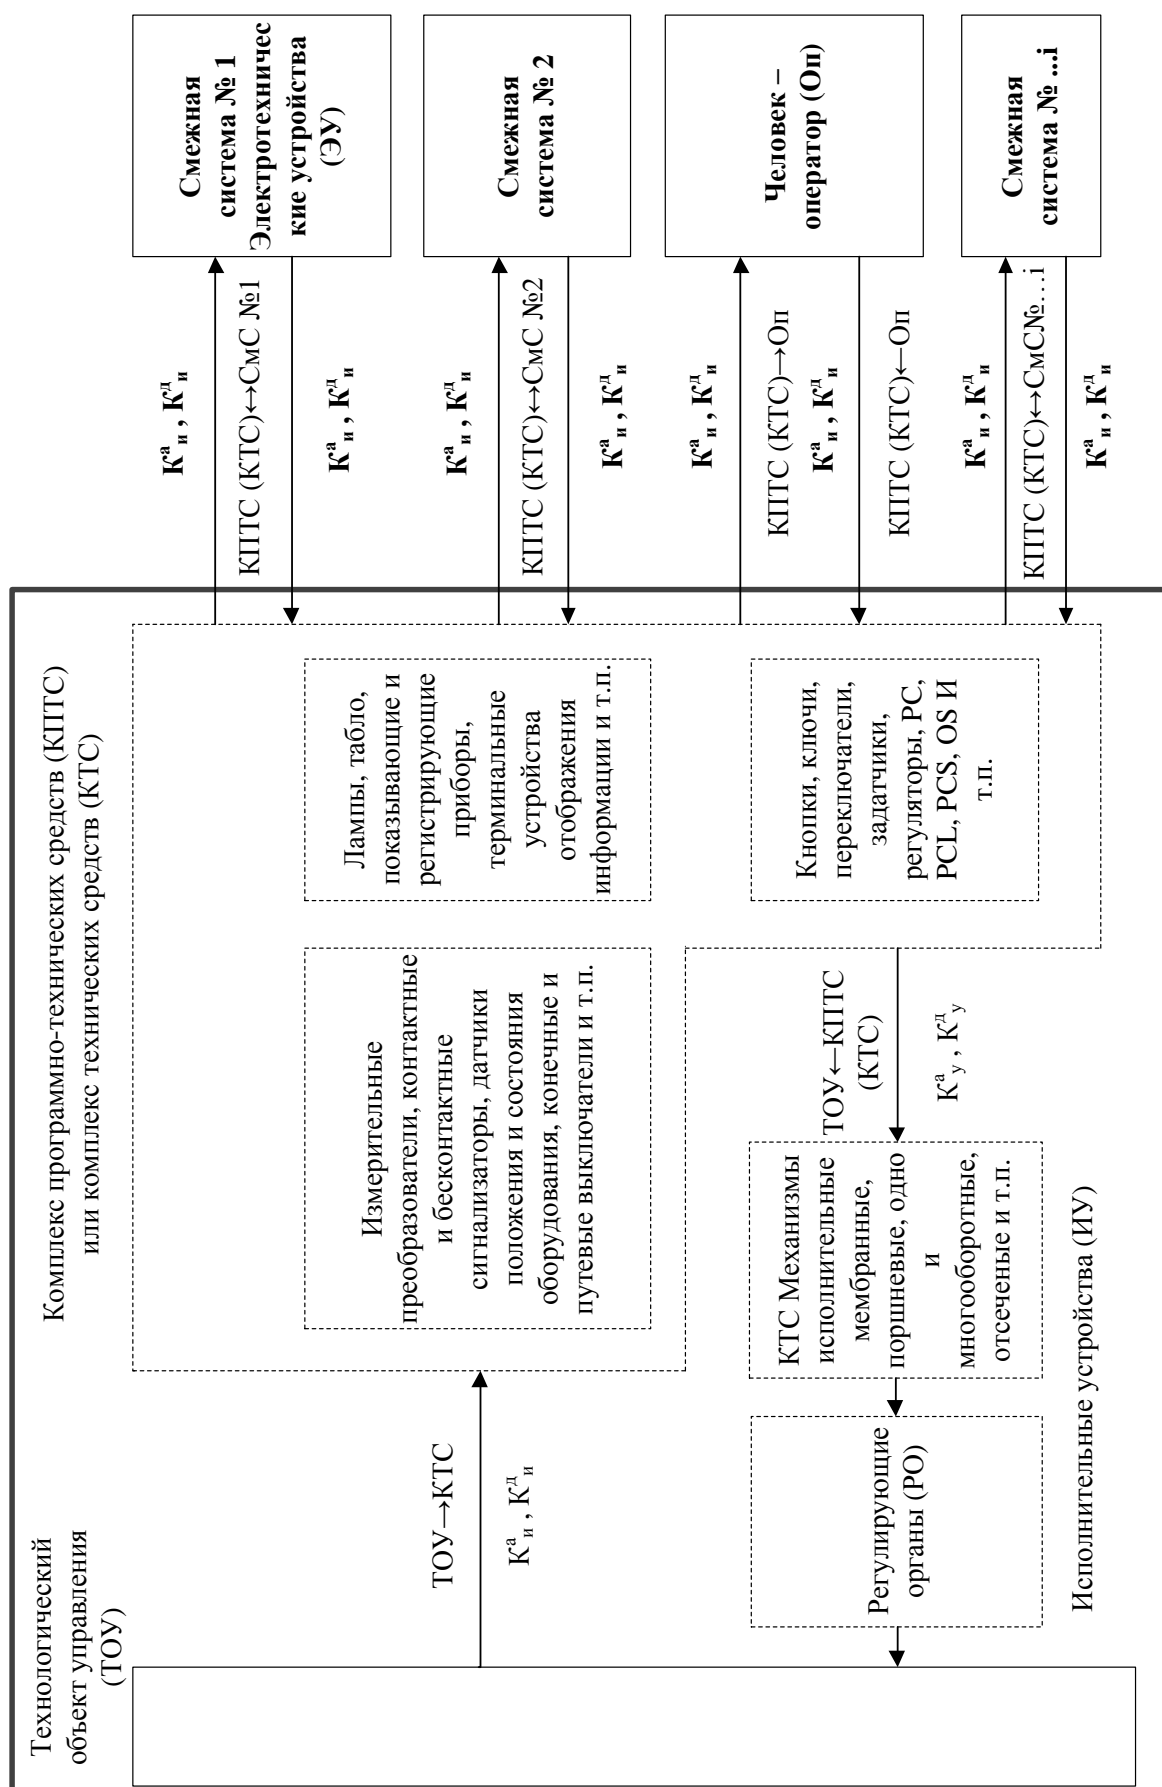 Технологический
объект управления
(ТОУ)
Комплекс программно-технических средств (КПТС)
или комплекс технических средств (КТС)
ТОУ→КТС
Кᵃи , Кᵈи
Измерительные
преобразователи, контактные
и бесконтактные
сигнализаторы, датчики
положения и состояния
оборудования, конечные и
путевые выключатели и т.п.
Лампы, табло,
показывающие и
регистрирующие
приборы,
терминальные
устройства
отображения
информации и т.п.
Кнопки, ключи,
переключатели,
задатчики,
регуляторы, РС,
PCL, PCS, OS И
т.п.
ТОУ←КПТС
(КТС)
Кᵃу , Кᵈу
КТС Механизмы
исполнительные
мембранные,
поршневые, одно
и
многооборотные,
отсеченые и т.п.
Регулирующие
органы (РО)
Исполнительные устройства (ИУ)
Кᵃи , Кᵈи
КПТС (КТС)↔СмС №1
Кᵃи , Кᵈи
Смежная
система № 1
Электротехничес
кие устройства
(ЭУ)
Кᵃи , Кᵈи
КПТС (КТС)↔СмС №2
Кᵃи , Кᵈи
Смежная
система № 2
Кᵃи , Кᵈи
КПТС (КТС)→Оп
Кᵃи , Кᵈи
КПТС (КТС)←Оп
Человек –
оператор (Оп)
Кᵃи , Кᵈи
КПТС (КТС)↔СмС№…i
Кᵃи , Кᵈи
Смежная
система № ...i